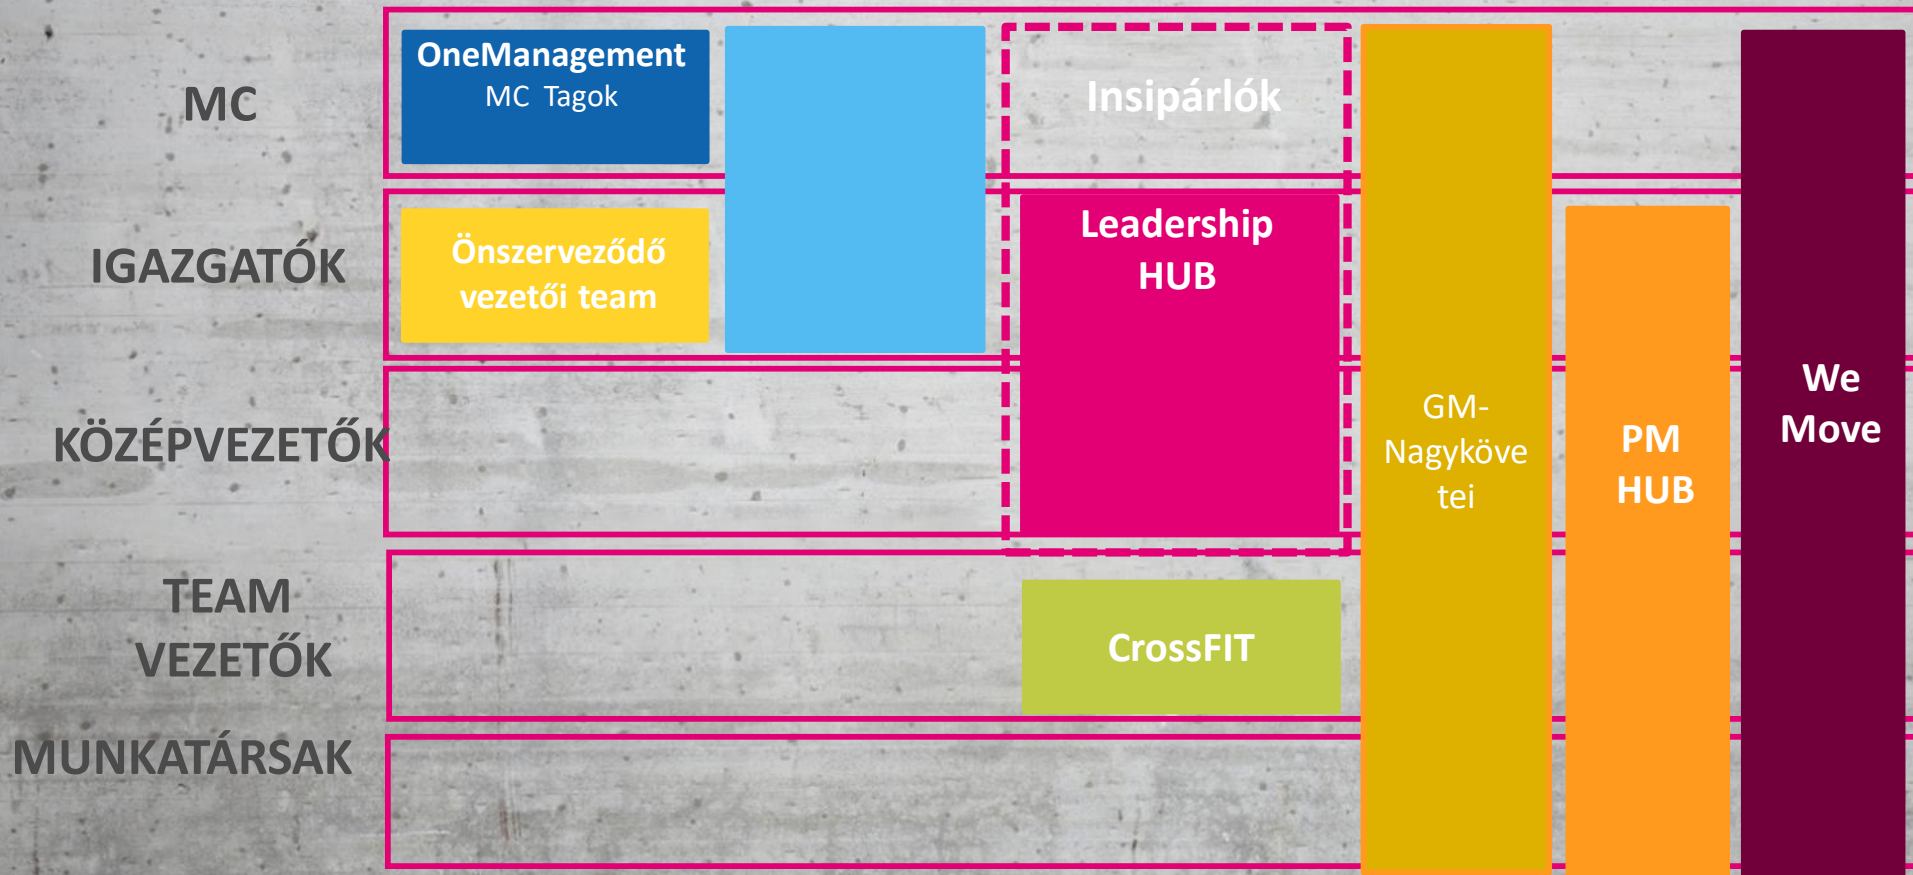 MC
OneManagement
MC Tagok
Insipárlók
IGAZGATÓK
Önszerveződő
vezetői team
Leadership
HUB
KÖZÉPVEZETŐK
GM-
Nagyköve
tei
PM
HUB
We
Move
TEAM
VEZETŐK
CrossFIT
MUNKATÁRSAK